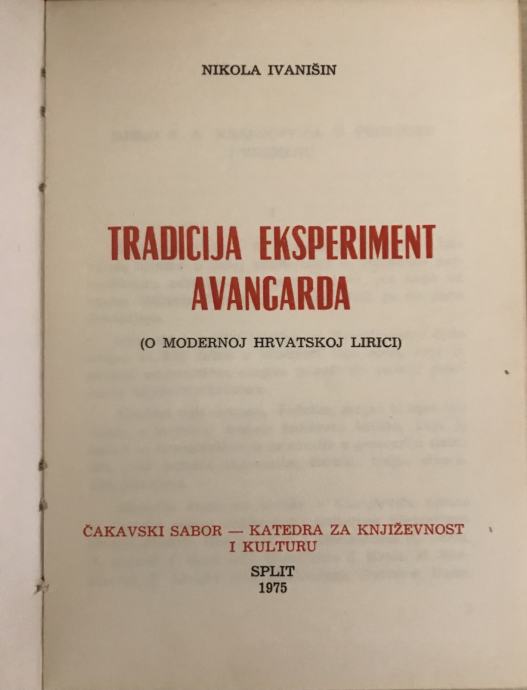 NIKOLA IVANIŠIN
TRADICIJA EKSPERIMENT
AVANGARDA
(O MODERNOJ HRVATSKOJ LIRICI)
ČAKAVSKI SABOR — KATEDRA ZA KNJIŽEVNOST
I KULTURU
SPLIT
1975